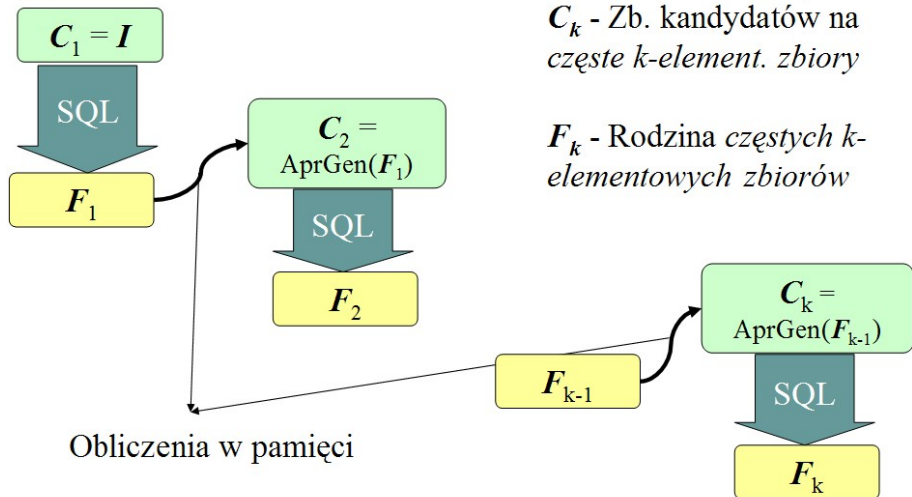 C₁ = I
SQL
F₁
C₂ =
AprGen(F₁)
SQL
F₂
Cₖ - Zb. kandydatów na
częste k-element. zbiory
Fₖ - Rodzina częstych k-
elementowych zbiorów
Fₖ₋₁
Cₖ =
AprGen(Fₖ₋₁)
SQL
Fₖ
Obliczenia w pamięci